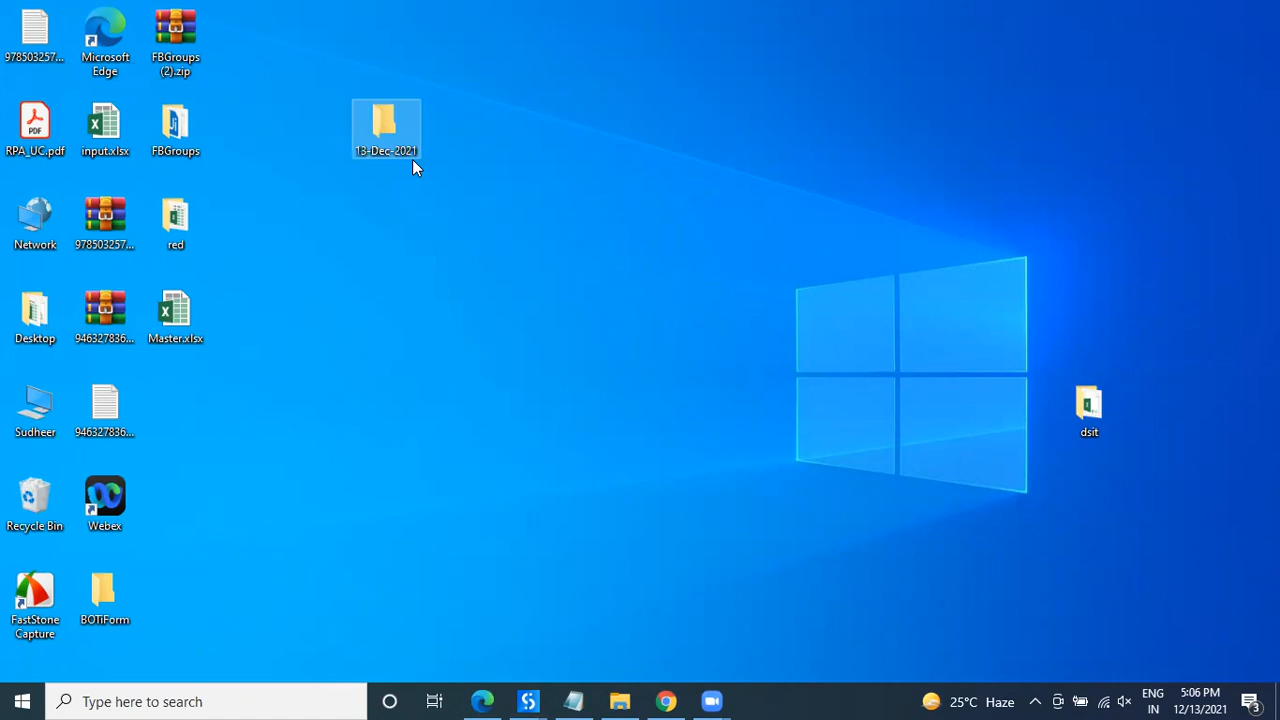 978503257...
Microsoft
Edge
FBGroups
(2).zip
PDF
RPA_UC.pdf
input.xlsx
FBGroups
13-Dec-2021
Network
978503257...
red
Desktop
946327836...
Master.xlsx
Sudheer
946327836...
dsit
Recycle Bin
Webex
FastStone
Capture
BOTiForm
Type here to search
25°C Haze
ENG
IN
5:06 PM
12/13/2021
3